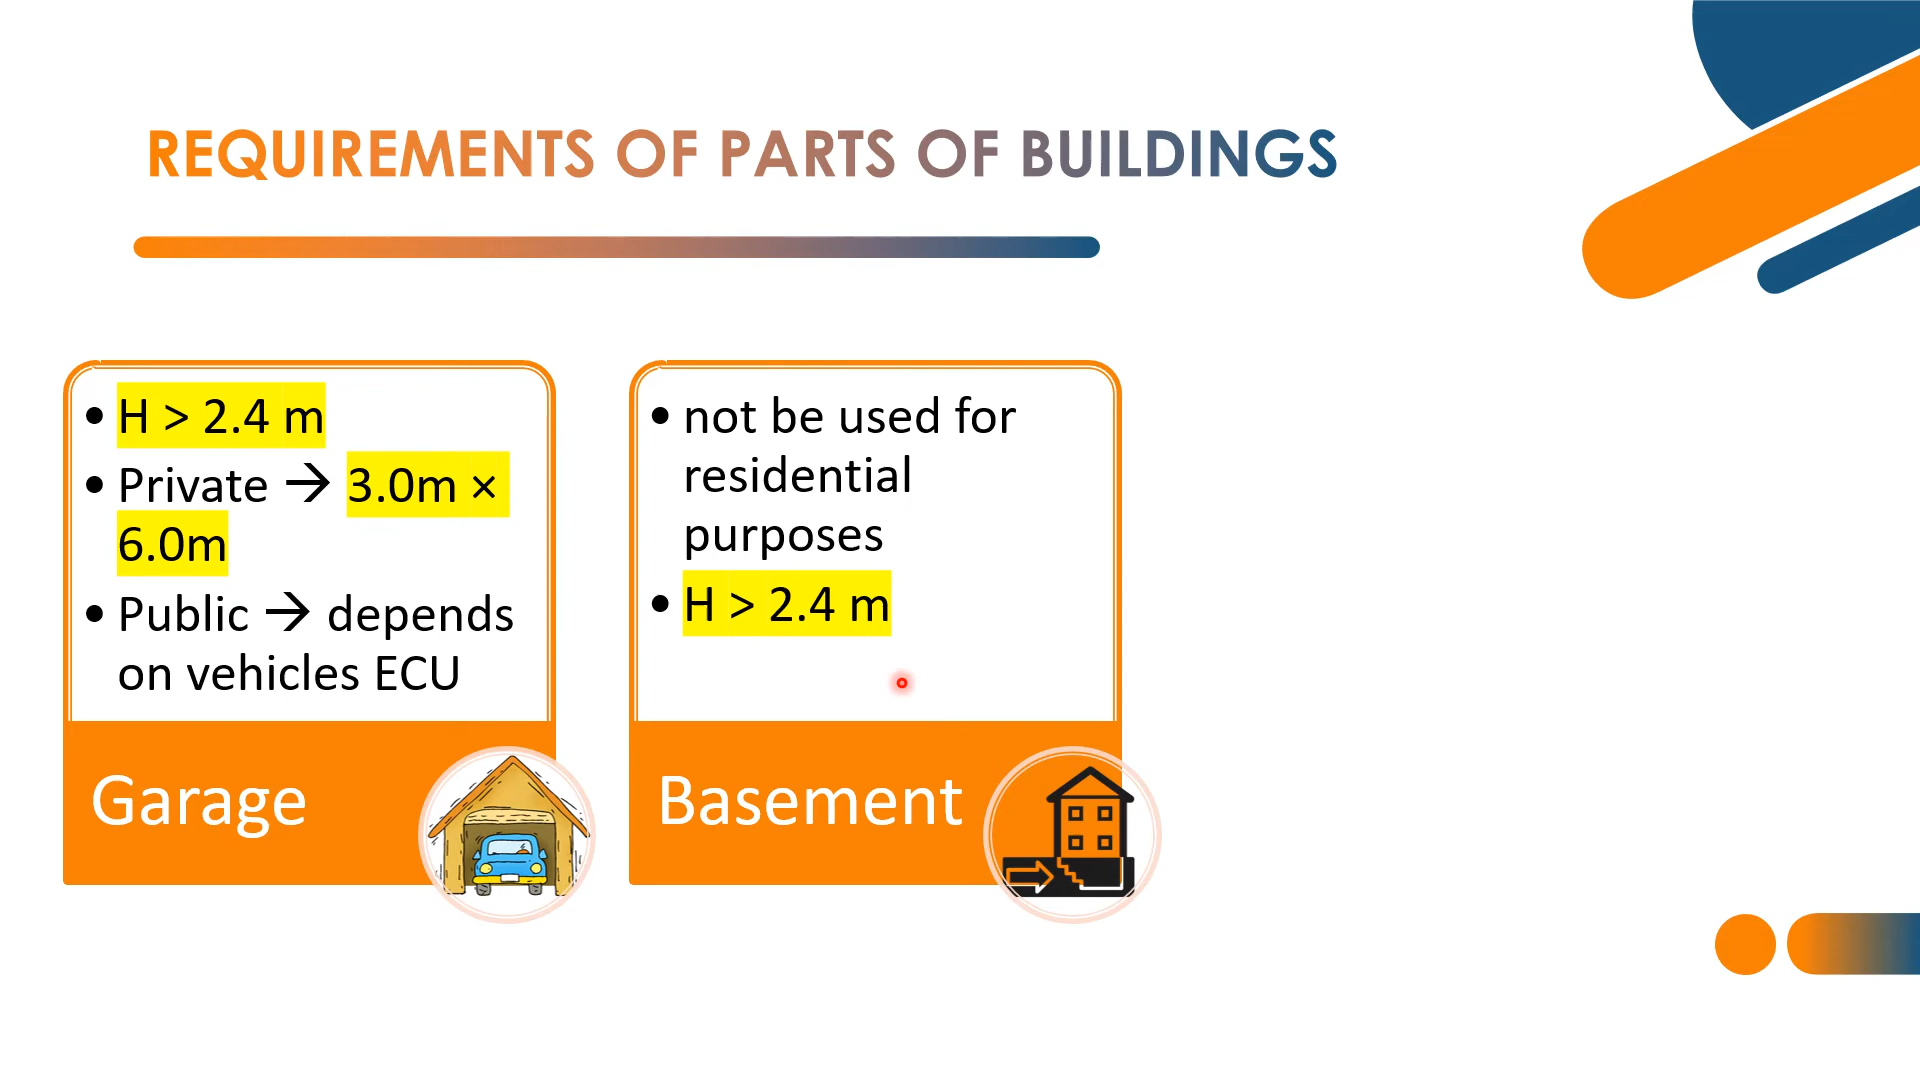 REQUIREMENTS OF PARTS OF BUILDINGS
• H > 2.4 m
• Private → 3.0m ×
6.0m
• Public → depends
on vehicles ECU
Garage
• not be used for
residential
purposes
• H > 2.4 m
Basement